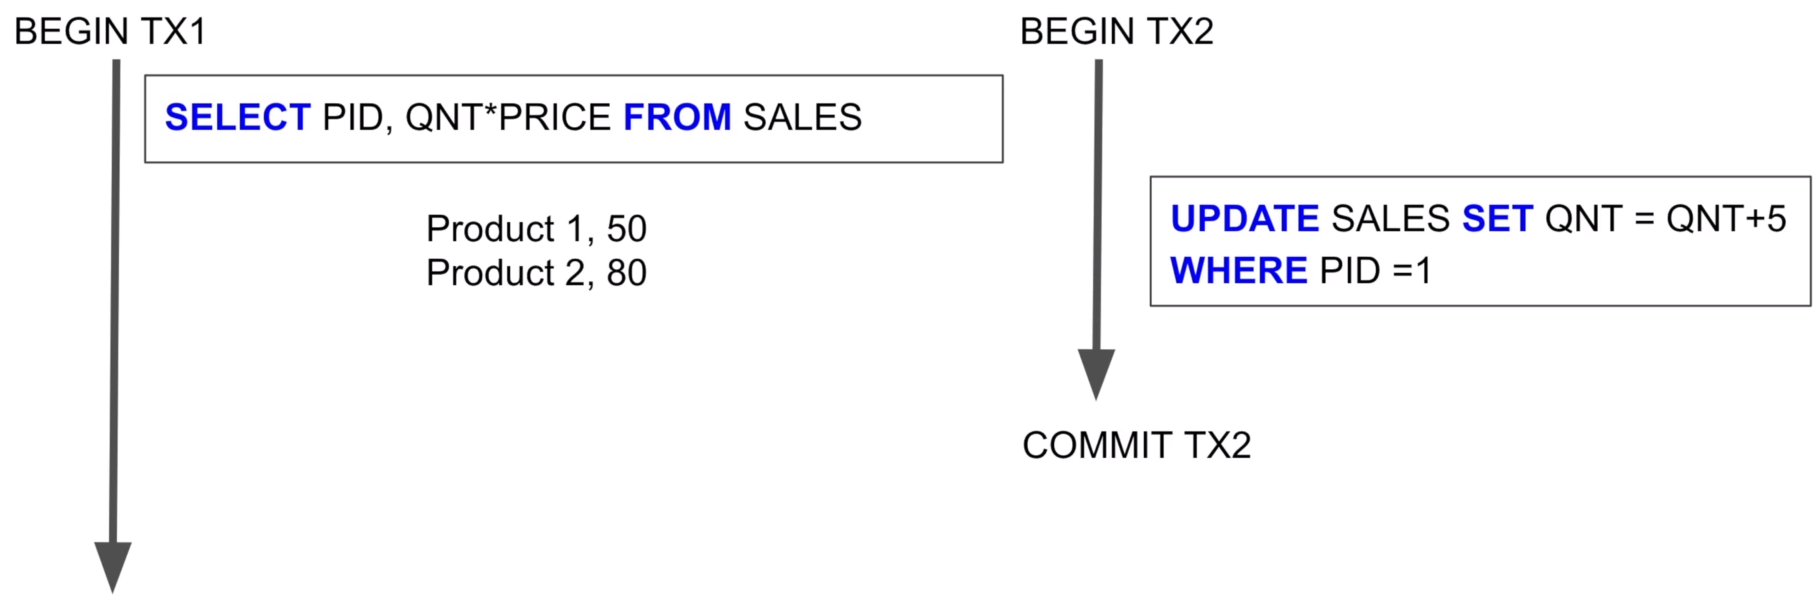 BEGIN TX1
SELECT PID, QNT*PRICE FROM SALES
Product 1, 50
Product 2, 80
BEGIN TX2
UPDATE SALES SET QNT = QNT+5
WHERE PID =1
COMMIT TX2